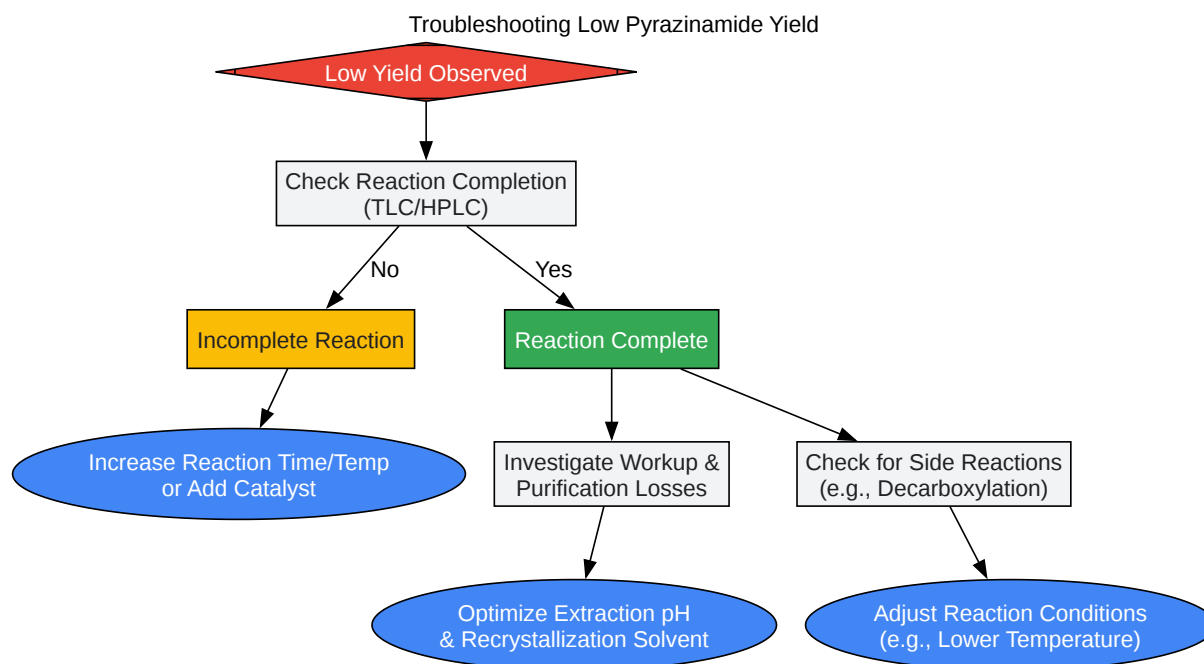 Troubleshooting Low Pyrazinamide Yield
Low Yield Observed
Check Reaction Completion
(TLC/HPLC)
No
Yes
Incomplete Reaction
Reaction Complete
Increase Reaction Time/Temp
or Add Catalyst
Investigate Workup &
Purification Losses
Check for Side Reactions
(e.g., Decarboxylation)
Optimize Extraction pH
& Recrystallization Solvent
Adjust Reaction Conditions
(e.g., Lower Temperature)